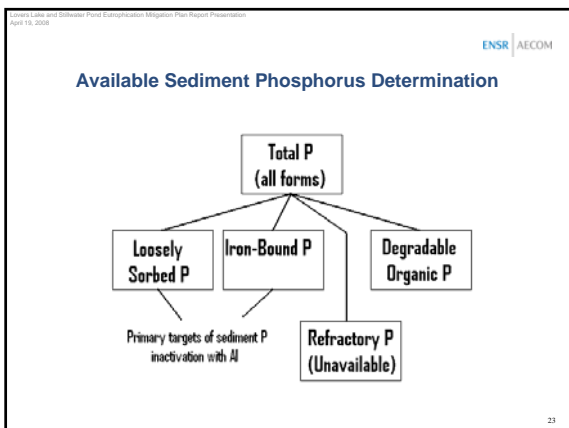 Lovers Lake and Stillwater Pond Eutrophication Mitigation Plan Report Presentation
April 19, 2008
ENSR AECOM
Available Sediment Phosphorus Determination
Total P
(all forms)
Loosely
Sorbed P
Iron-Bound P
Degradable
Organic P
Primary targets of sediment P
inactivation with Al
Refractory P
(Unavailable)
23